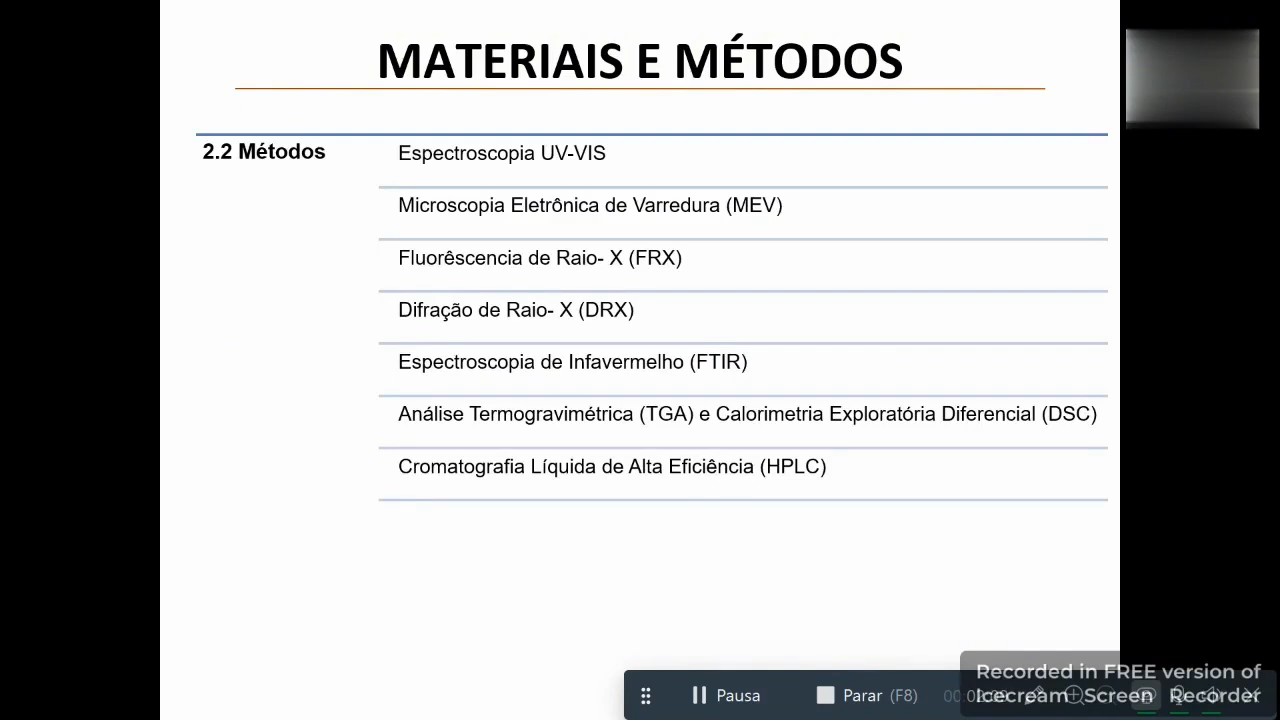 MATERIAIS E MÉTODOS
2.2 Métodos
Espectroscopia UV-VIS
Microscopia Eletrônica de Varredura (MEV)
Fluorêscencia de Raio- X (FRX)
Difração de Raio- X (DRX)
Espectroscopia de Infavermelho (FTIR)
Análise Termogravimétrica (TGA) e Calorimetria Exploratória Diferencial (DSC)
Cromatografia Líquida de Alta Eficiência (HPLC)
Recorded in FREE version of
Icecream Screen Recorder
Pausa
Parar (F8)